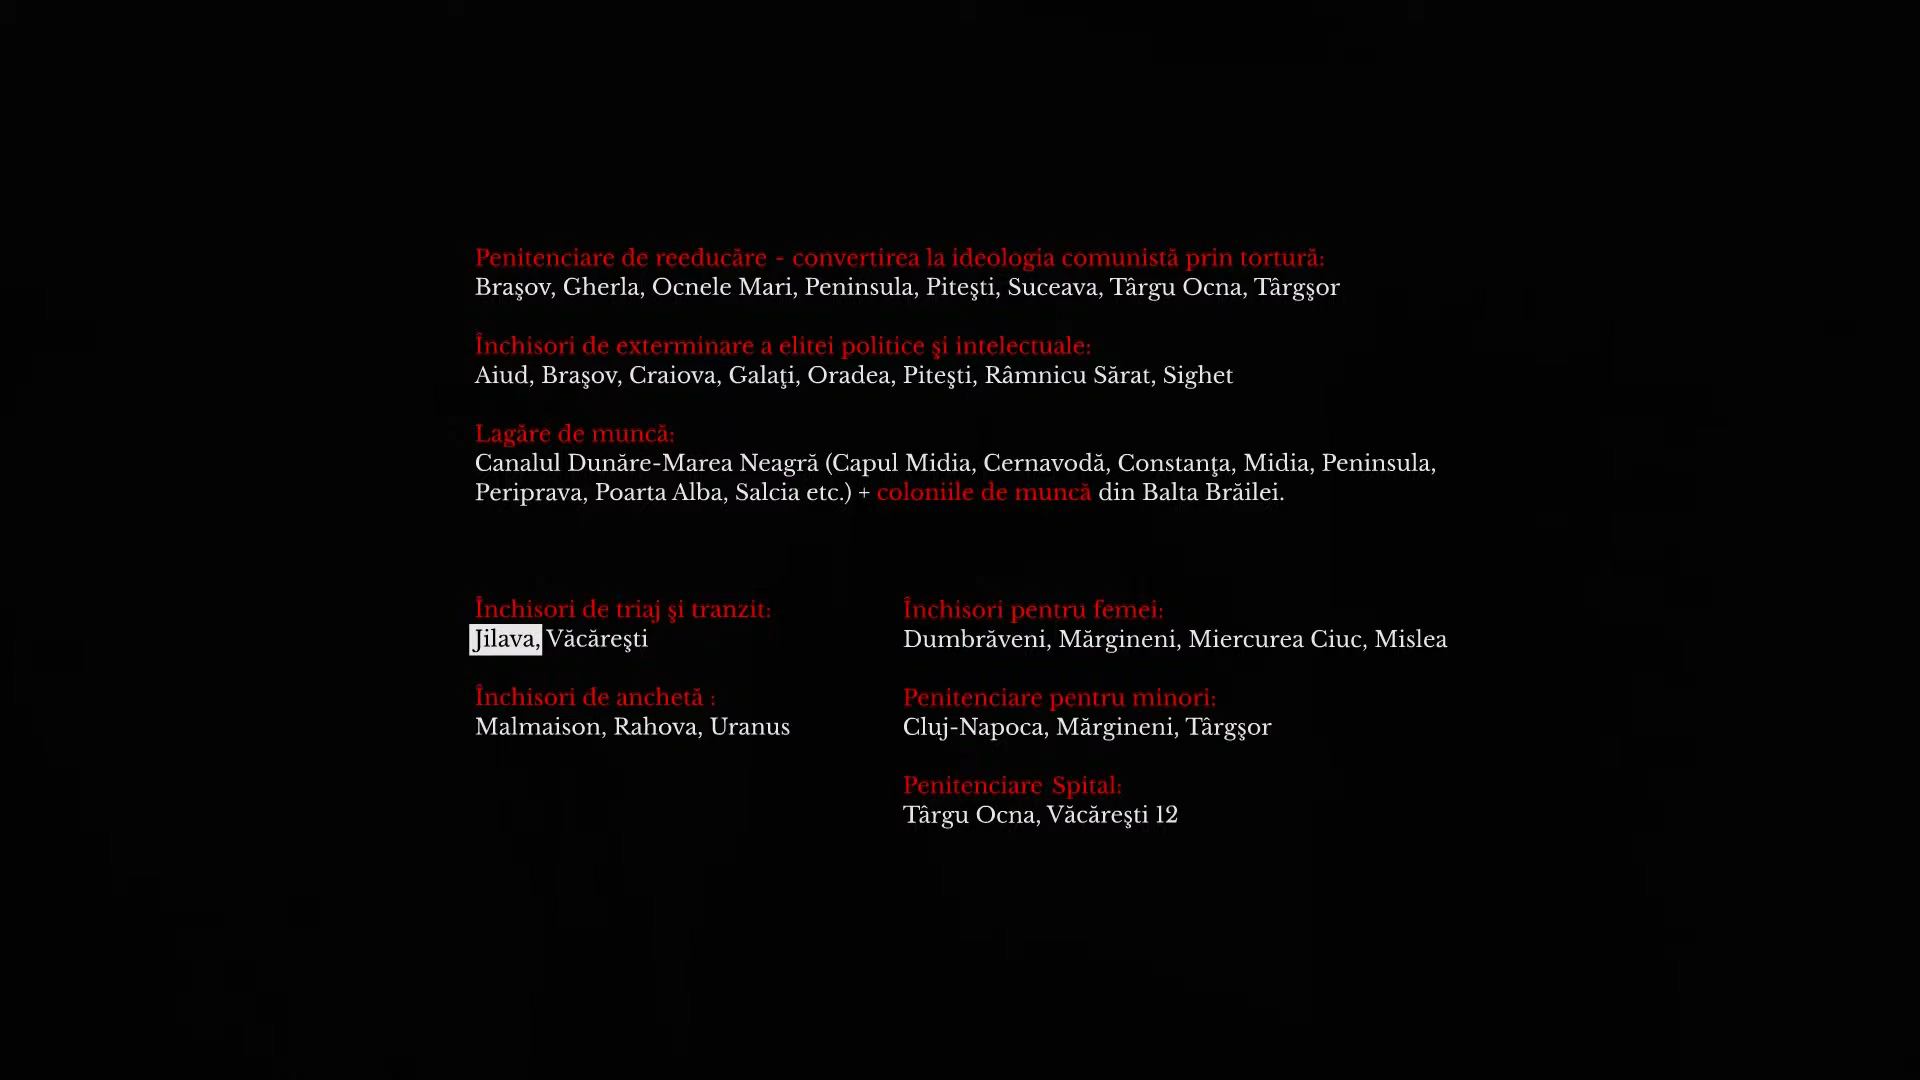 Penitenciare de reeducăre - convertirea la ideologia comunistă prin tortură:
Braşov, Gherla, Ocnele Mari, Peninsula, Piteşti, Suceava, Târgu Ocna, Târgşor
Închisori de exterminare a elitei politice şi intelectuale:
Aiud, Braşov, Craiova, Galaţi, Oradea, Piteşti, Râmnicu Sărat, Sighet
Lagăre de muncă:
Canalul Dunăre-Marea Neagră (Capul Midia, Cernavodă, Constanţa, Midia, Peninsula,
Periprava, Poarta Alba, Salcia etc.) + coloniile de muncă din Balta Brăilei.
Închisori de triaj şi tranzit:
Jilava, Văcăreşti
Închisori de anchetă :
Malmaison, Rahova, Uranus
Închisori pentru femei:
Dumbrăveni, Mărgineni, Miercurea Ciuc, Mislea
Penitenciare pentru minori:
Cluj-Napoca, Mărgineni, Târgşor
Penitenciare Spital:
Târgu Ocna, Văcăreşti 12